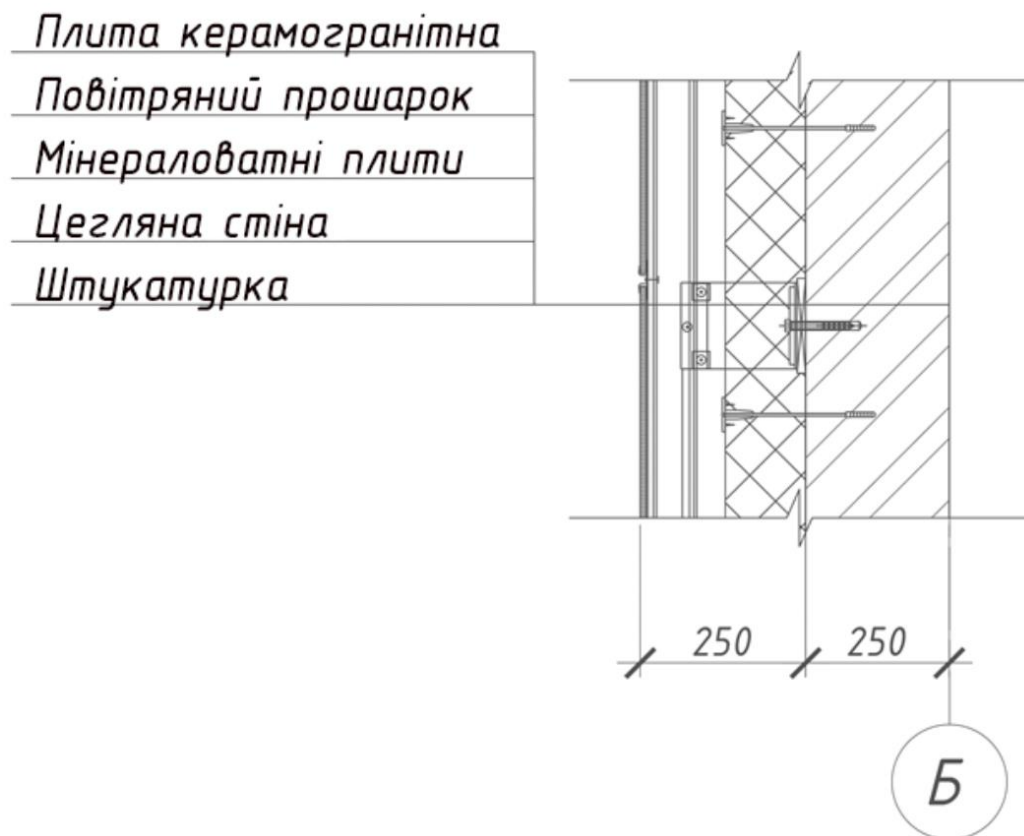 Плита керамогранітна
Повітряний прошарок
Мінераловатні плити
Цегляна стіна
Штукатурка
250 250
Б